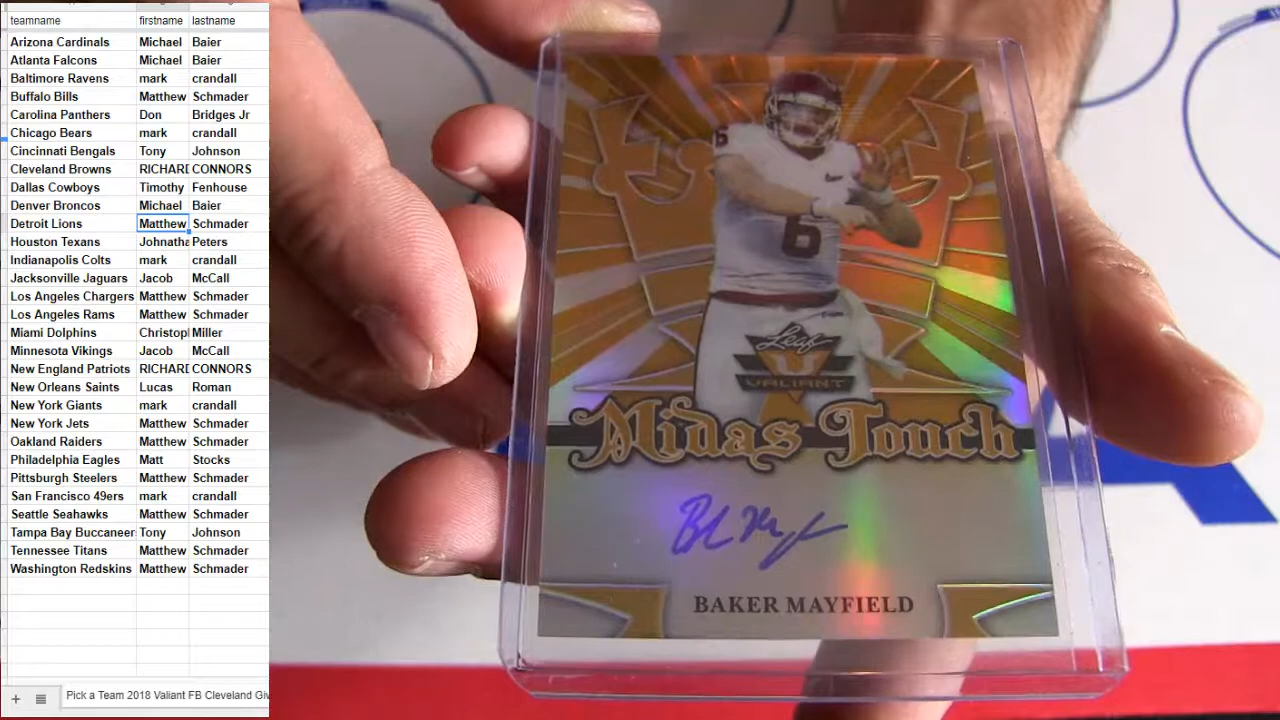 teamname firstname lastname
Arizona Cardinals Michael Baier
Atlanta Falcons Michael Baier
Baltimore Ravens mark crandall
Buffalo Bills Matthew Schmader
Carolina Panthers Don Bridges Jr
Chicago Bears mark crandall
Cincinnati Bengals Tony Johnson
Cleveland Browns RICHARD CONNORS
Dallas Cowboys Timothy Fenhouse
Denver Broncos Michael Baier
Detroit Lions Matthew Schmader
Houston Texans Johnatha Peters
Indianapolis Colts mark crandall
Jacksonville Jaguars Jacob McCall
Los Angeles Chargers Matthew Schmader
Los Angeles Rams Matthew Schmader
Miami Dolphins Christoph Miller
Minnesota Vikings Jacob McCall
New England Patriots RICHARD CONNORS
New Orleans Saints Lucas Roman
New York Giants mark crandall
New York Jets Matthew Schmader
Oakland Raiders Matthew Schmader
Philadelphia Eagles Matt Stocks
Pittsburgh Steelers Matthew Schmader
San Francisco 49ers mark crandall
Seattle Seahawks Matthew Schmader
Tampa Bay Buccaneer Tony Johnson
Tennessee Titans Matthew Schmader
Washington Redskins Matthew Schmader
Pick a Team 2018 Valiant FB Cleveland Giv
6
6
Leaf
VALIANT
Midas Touch
BAKER MAYFIELD